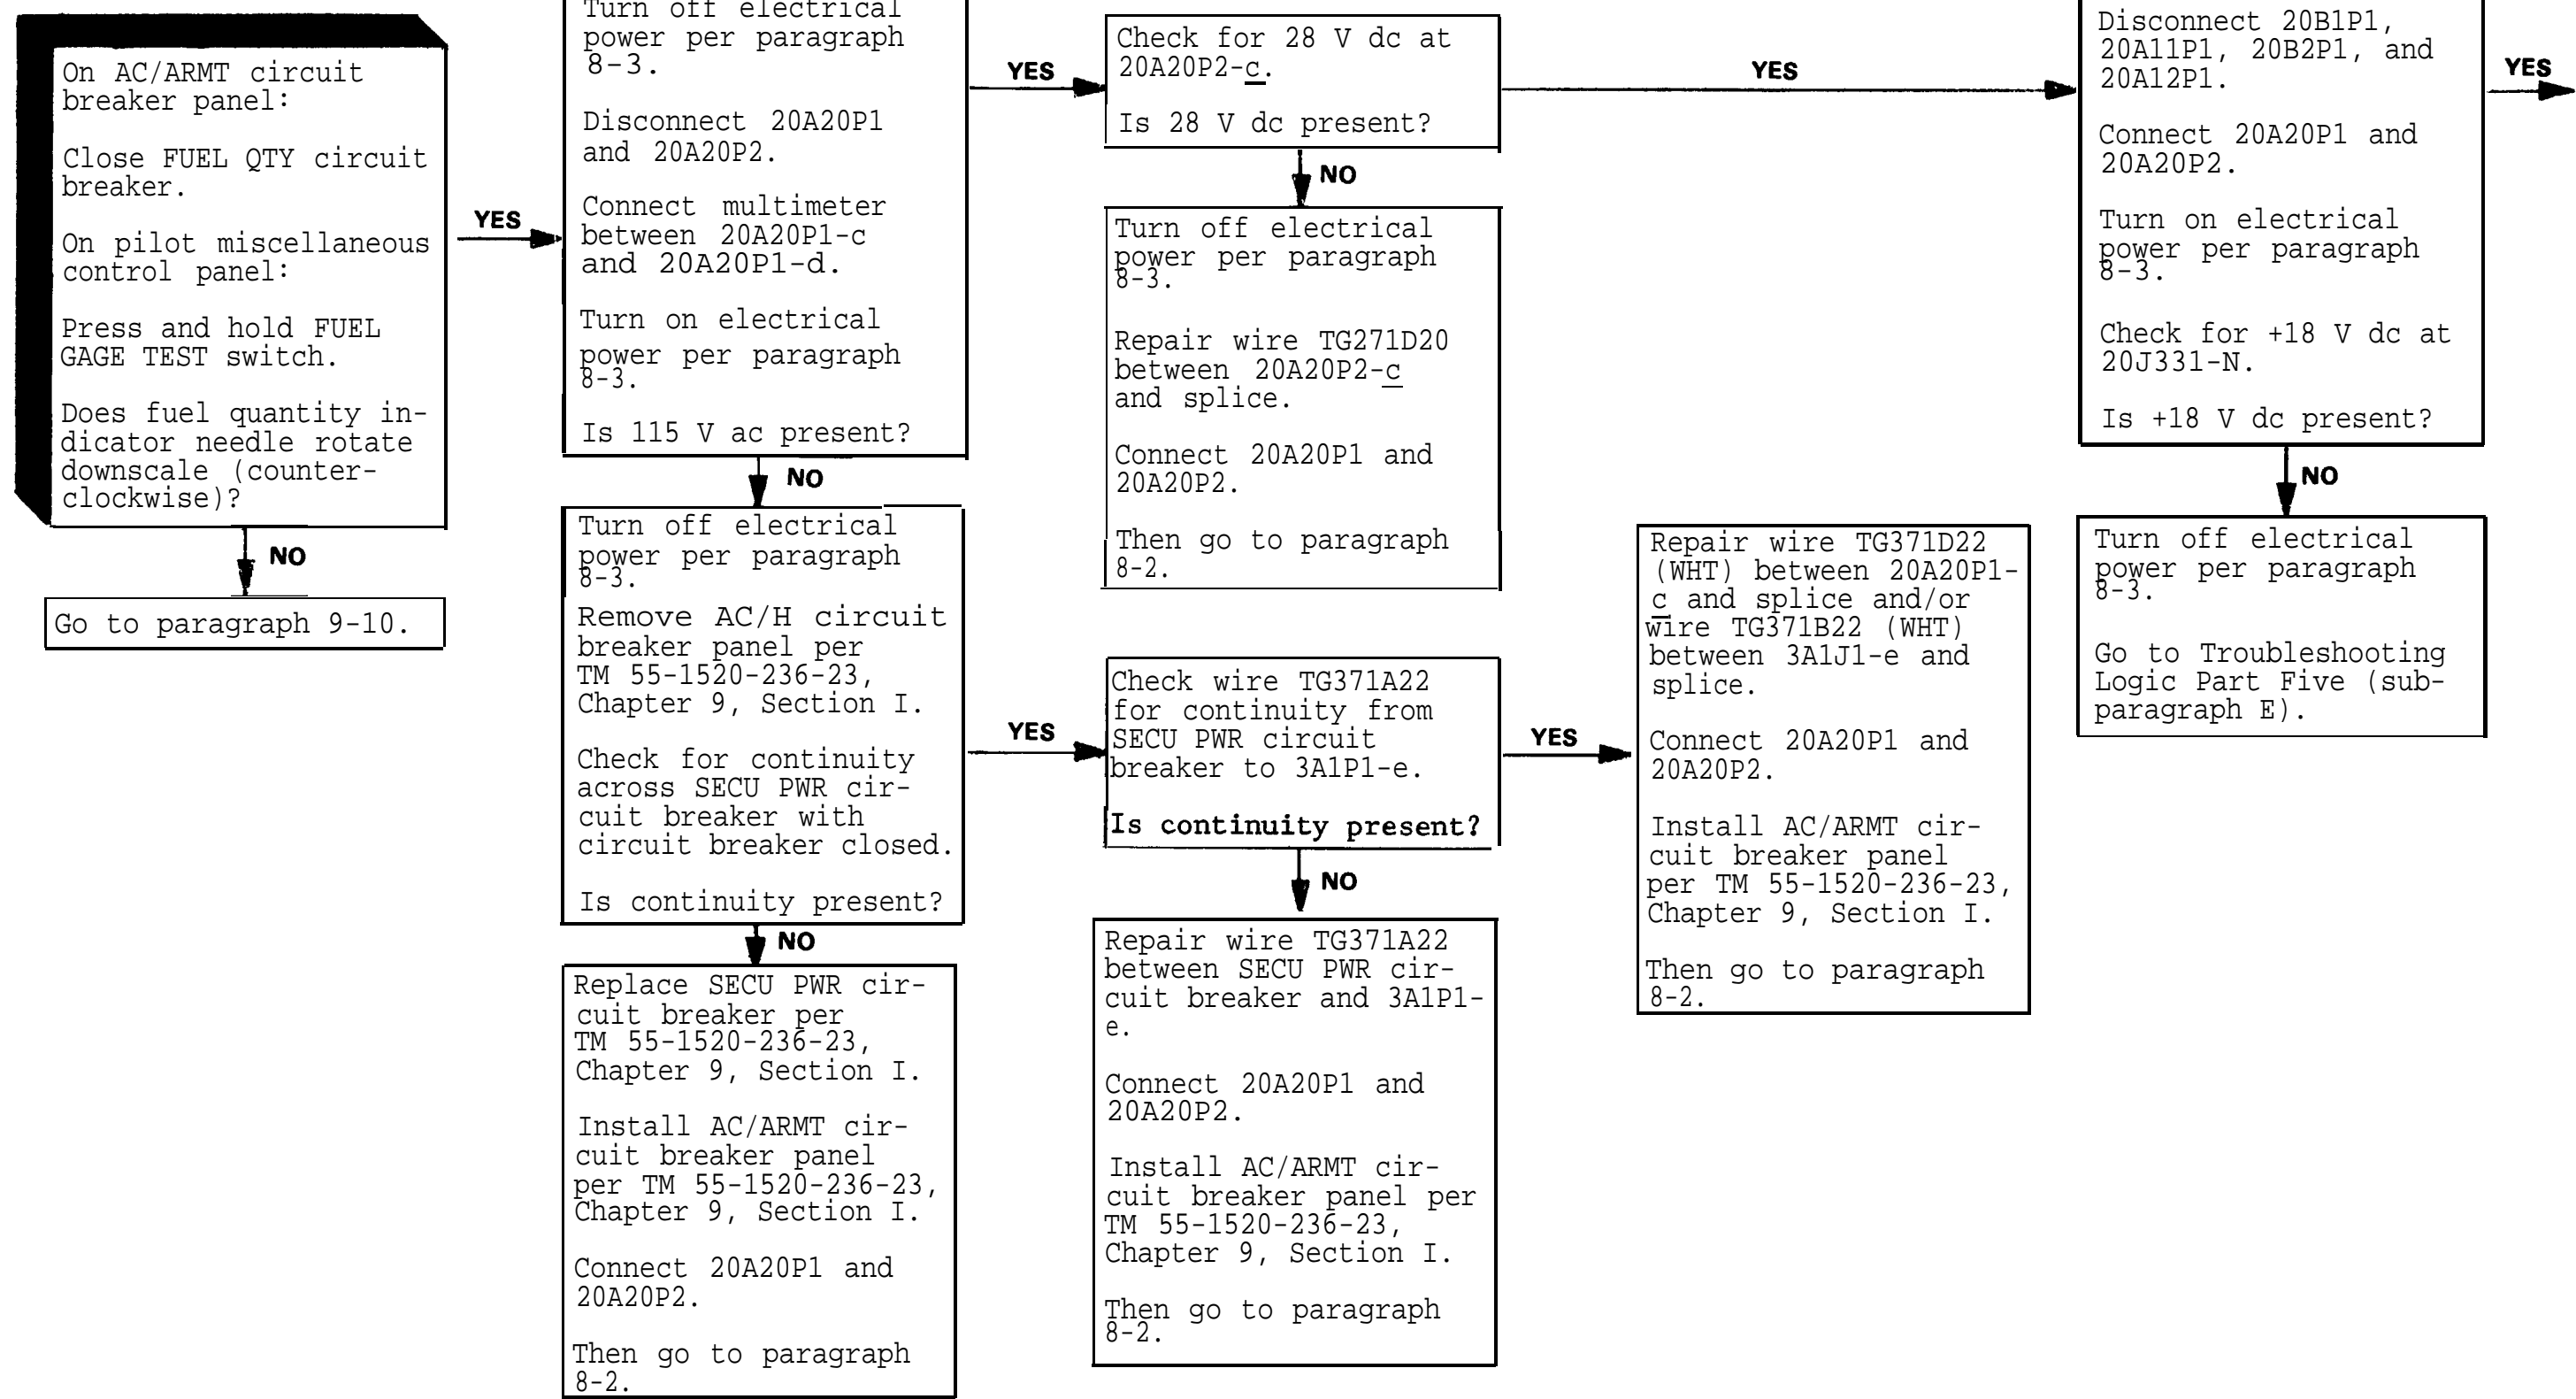 On AC/ARMT circuit
breaker panel:
Close FUEL QTY circuit
breaker.
On pilot miscellaneous
control panel:
Press and hold FUEL
GAGE TEST switch.
Does fuel quantity in-
dicator needle rotate
downscale (counter-
clockwise)?
NO
Go to paragraph 9-10.
YES
Turn off electrical
power per paragraph
8-3.
Disconnect 20A20P1
and 20A20P2.
Connect multimeter
between 20A20P1-c
and 20A20P1-d.
Turn on electrical
power per paragraph
8-3.
Is 115 V ac present?
NO
Turn off electrical
power per paragraph
8-3.
Remove AC/H circuit
breaker panel per
TM 55-1520-236-23,
Chapter 9, Section I.
Check for continuity
across SECU PWR cir-
cuit breaker with
circuit breaker closed.
Is continuity present?
NO
Replace SECU PWR cir-
cuit breaker per
TM 55-1520-236-23,
Chapter 9, Section I.
Install AC/ARMT cir-
cuit breaker panel
per TM 55-1520-236-23,
Chapter 9, Section I.
Connect 20A20P1 and
20A20P2.
Then go to paragraph
8-2.
YES
Check for 28 V dc at
20A20P2-c.
Is 28 V dc present?
NO
Turn off electrical
power per paragraph
8-3.
Repair wire TG271D20
between 20A20P2-c
and splice.
Connect 20A20P1 and
20A20P2.
Then go to paragraph
8-2.
YES
Check wire TG371A22
for continuity from
SECU PWR circuit
breaker to 3A1P1-e.
Is continuity present?
NO
Repair wire TG371A22
between SECU PWR cir-
cuit breaker and 3A1P1-
e.
Connect 20A20P1 and
20A20P2.
Install AC/ARMT cir-
cuit breaker panel per
TM 55-1520-236-23,
Chapter 9, Section I.
Then go to paragraph
8-2.
YES
Repair wire TG371D22
(WHT) between 20A20P1-
c and splice and/or
wire TG371B22 (WHT)
between 3A1J1-e and
splice.
Connect 20A20P1 and
20A20P2.
Install AC/ARMT cir-
cuit breaker panel
per TM 55-1520-236-23,
Chapter 9, Section I.
Then go to paragraph
8-2.
YES
Disconnect 20B1P1,
20A11P1, 20B2P1, and
20A12P1.
Connect 20A20P1 and
20A20P2.
Turn on electrical
power per paragraph
8-3.
Check for +18 V dc at
20J331-N.
Is +18 V dc present?
YES
NO
Turn off electrical
power per paragraph
8-3.
Go to Troubleshooting
Logic Part Five (sub-
paragraph E).